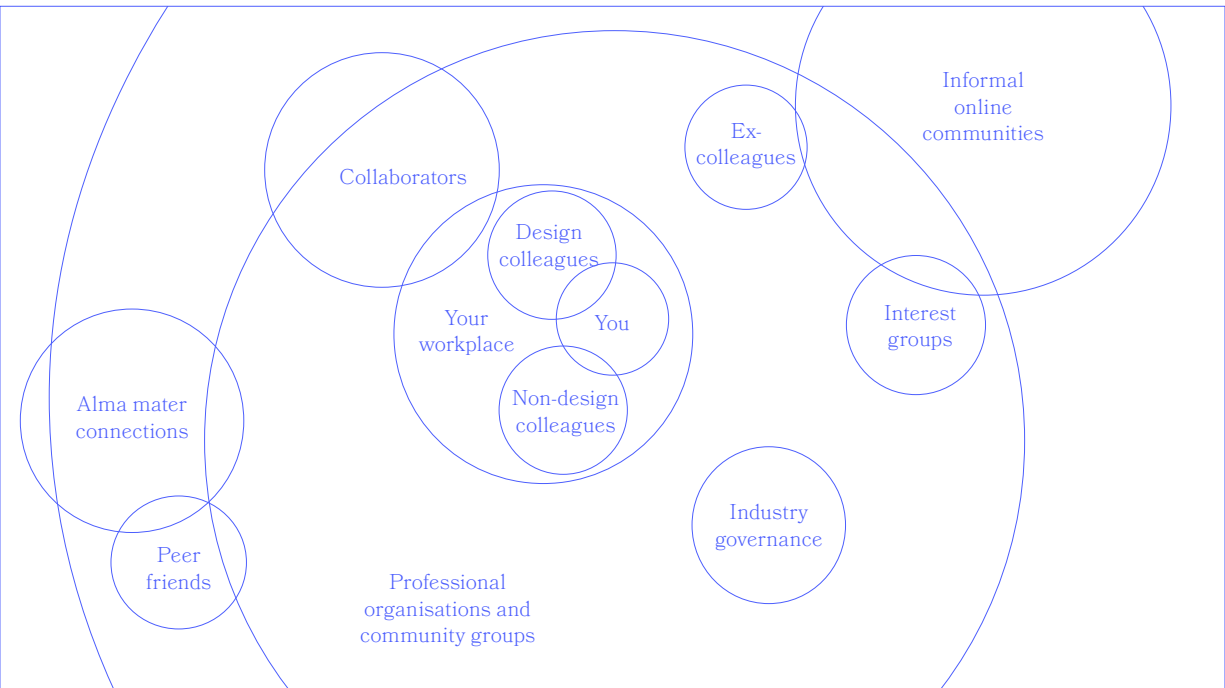 Informal
online
communities
Ex-
colleagues
Collaborators
Design
colleagues
Your
workplace
You
Interest
groups
Non-design
colleagues
Alma mater
connections
Industry
governance
Peer
friends
Professional
organisations and
community groups